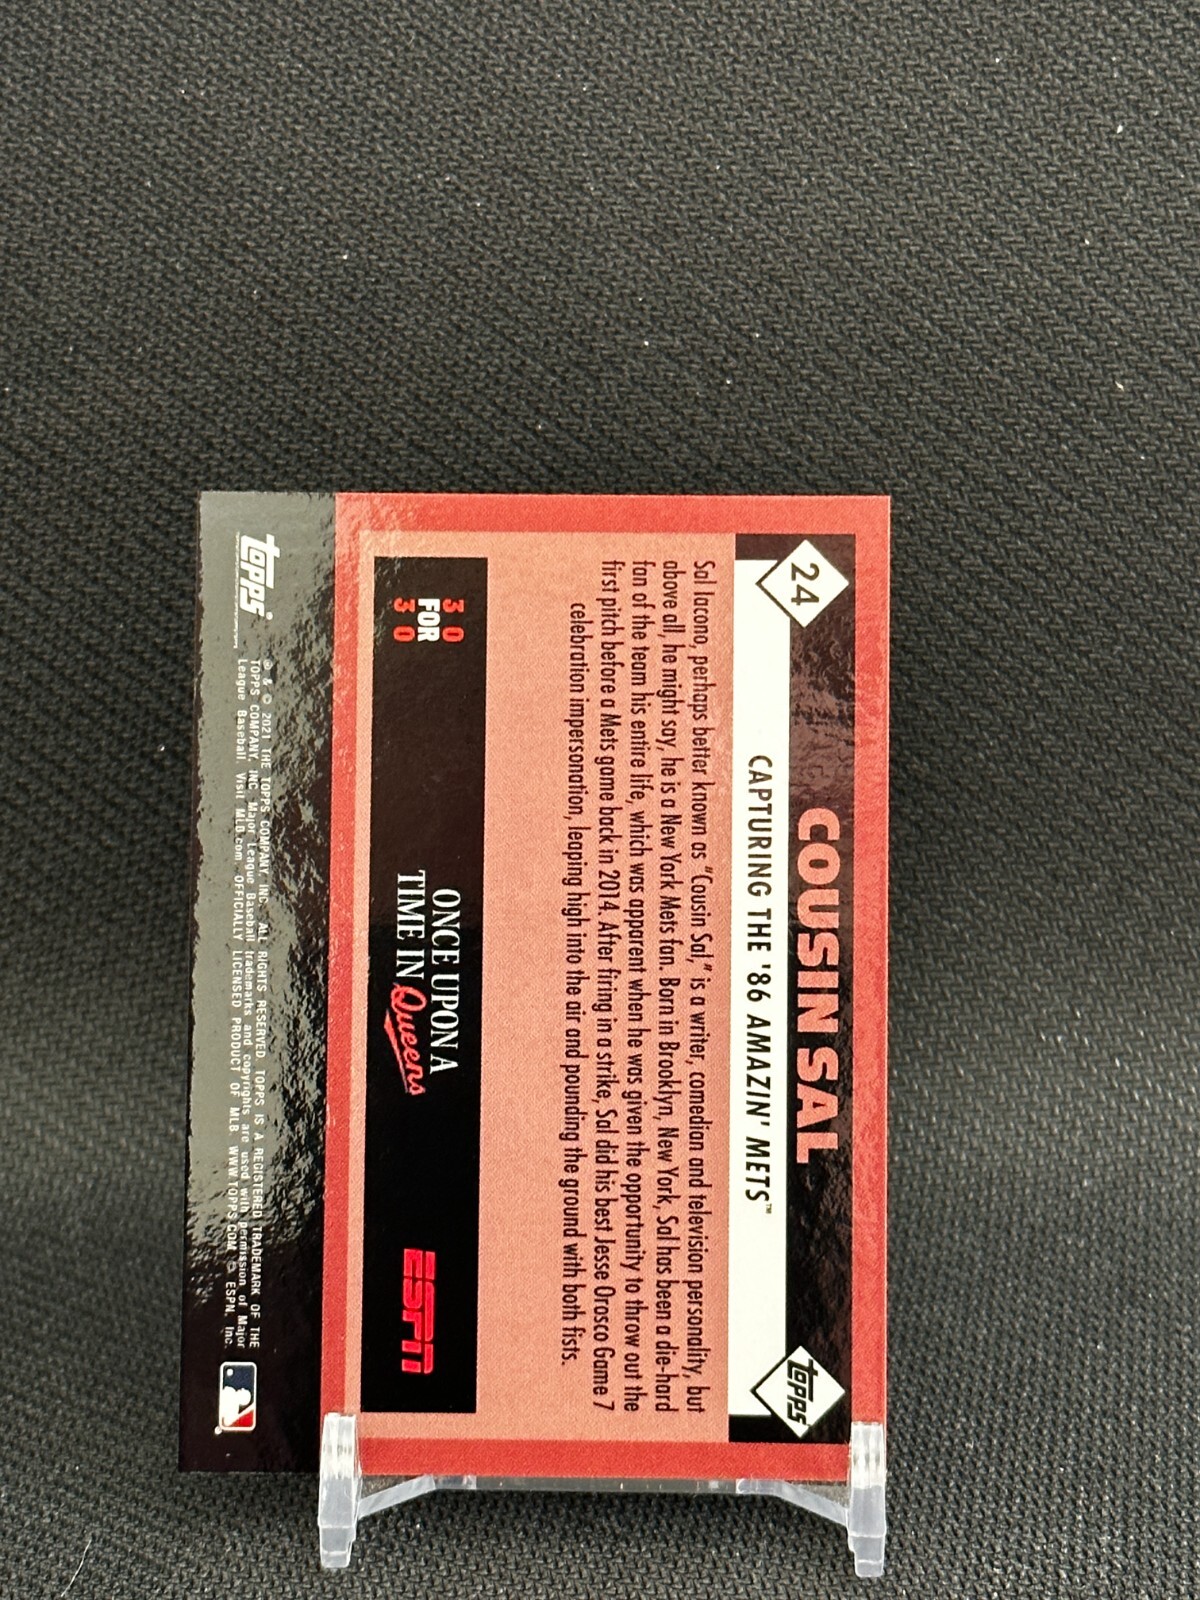 24
COUSIN SAL
topps
CAPTURING THE '86 AMAZIN' METS™
Sal Iacono, perhaps better known as "Cousin Sal," is a writer, comedian and television personality, but
above all, he might say, he is a New York Mets fan. Born in Brooklyn, New York, Sal has been a die-hard
fan of the team his entire life, which was apparent when he was given the opportunity to throw out the
first pitch before a Mets game back in 2014. After firing in a strike, Sal did his best Jesse Orosco Game 7
celebration impersonation, leaping high into the air and pounding the ground with both fists.
30
FOR
30
ONCE UPON A
TIME IN Queens
ESPN
topps®
® & © 2021 THE TOPPS COMPANY, INC. ALL RIGHTS RESERVED. TOPPS IS A REGISTERED TRADEMARK OF THE
TOPPS COMPANY, INC. Major League Baseball trademarks and copyrights are used with permission of Major
League Baseball. Visit MLB.com. OFFICIALLY LICENSED PRODUCT OF MLB. WWW.TOPPS.COM © ESPN, Inc.